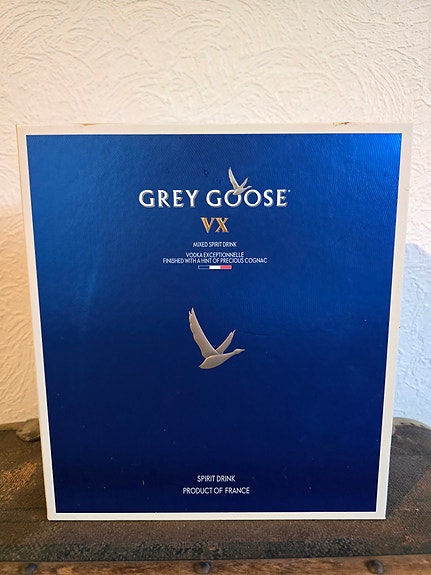 GREY GOOSE
VX
MIXED SPIRIT DRINK
VODKA EXCEPTIONNELLE
FINISHED WITH A HINT OF PRECIOUS COGNAC
SPIRIT DRINK
PRODUCT OF FRANCE